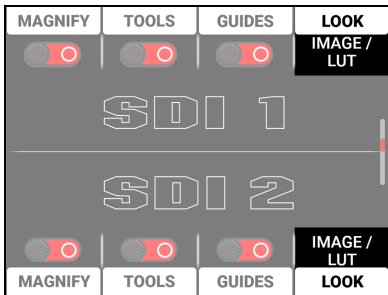 MAGNIFY TOOLS GUIDES LOOK
IMAGE /
LUT
SDI 1
SDI 2
IMAGE /
LUT
MAGNIFY TOOLS GUIDES LOOK